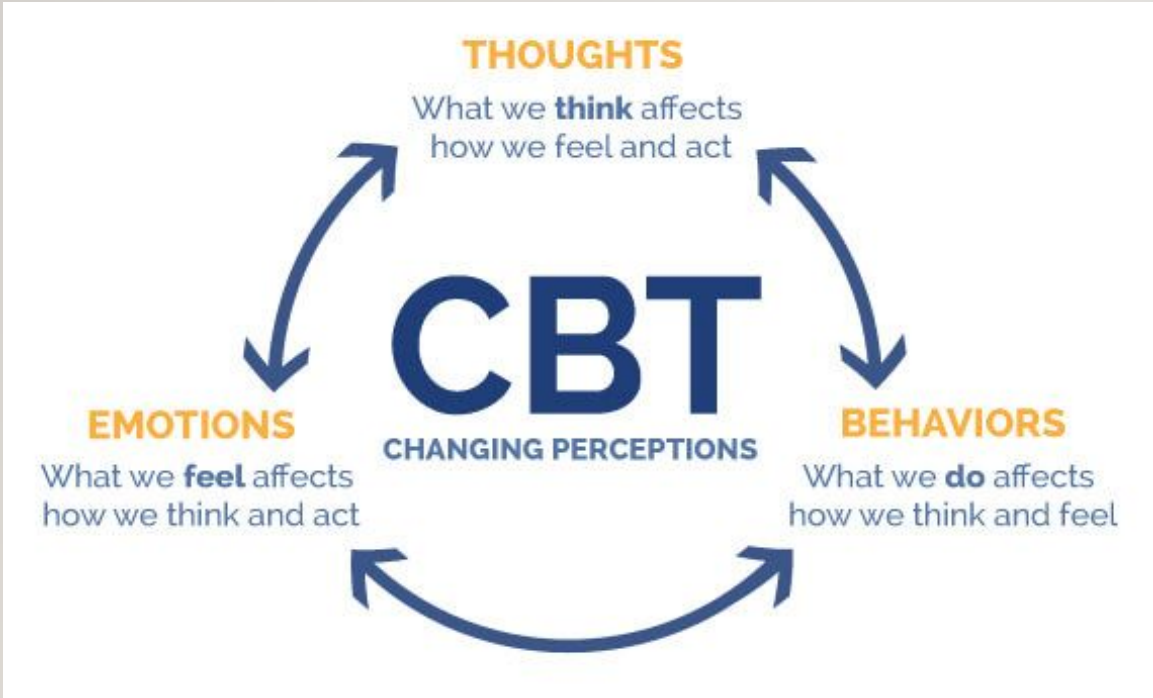 THOUGHTS
What we think affects
how we feel and act
CBT
CHANGING PERCEPTIONS
EMOTIONS
What we feel affects
how we think and act
BEHAVIORS
What we do affects
how we think and feel